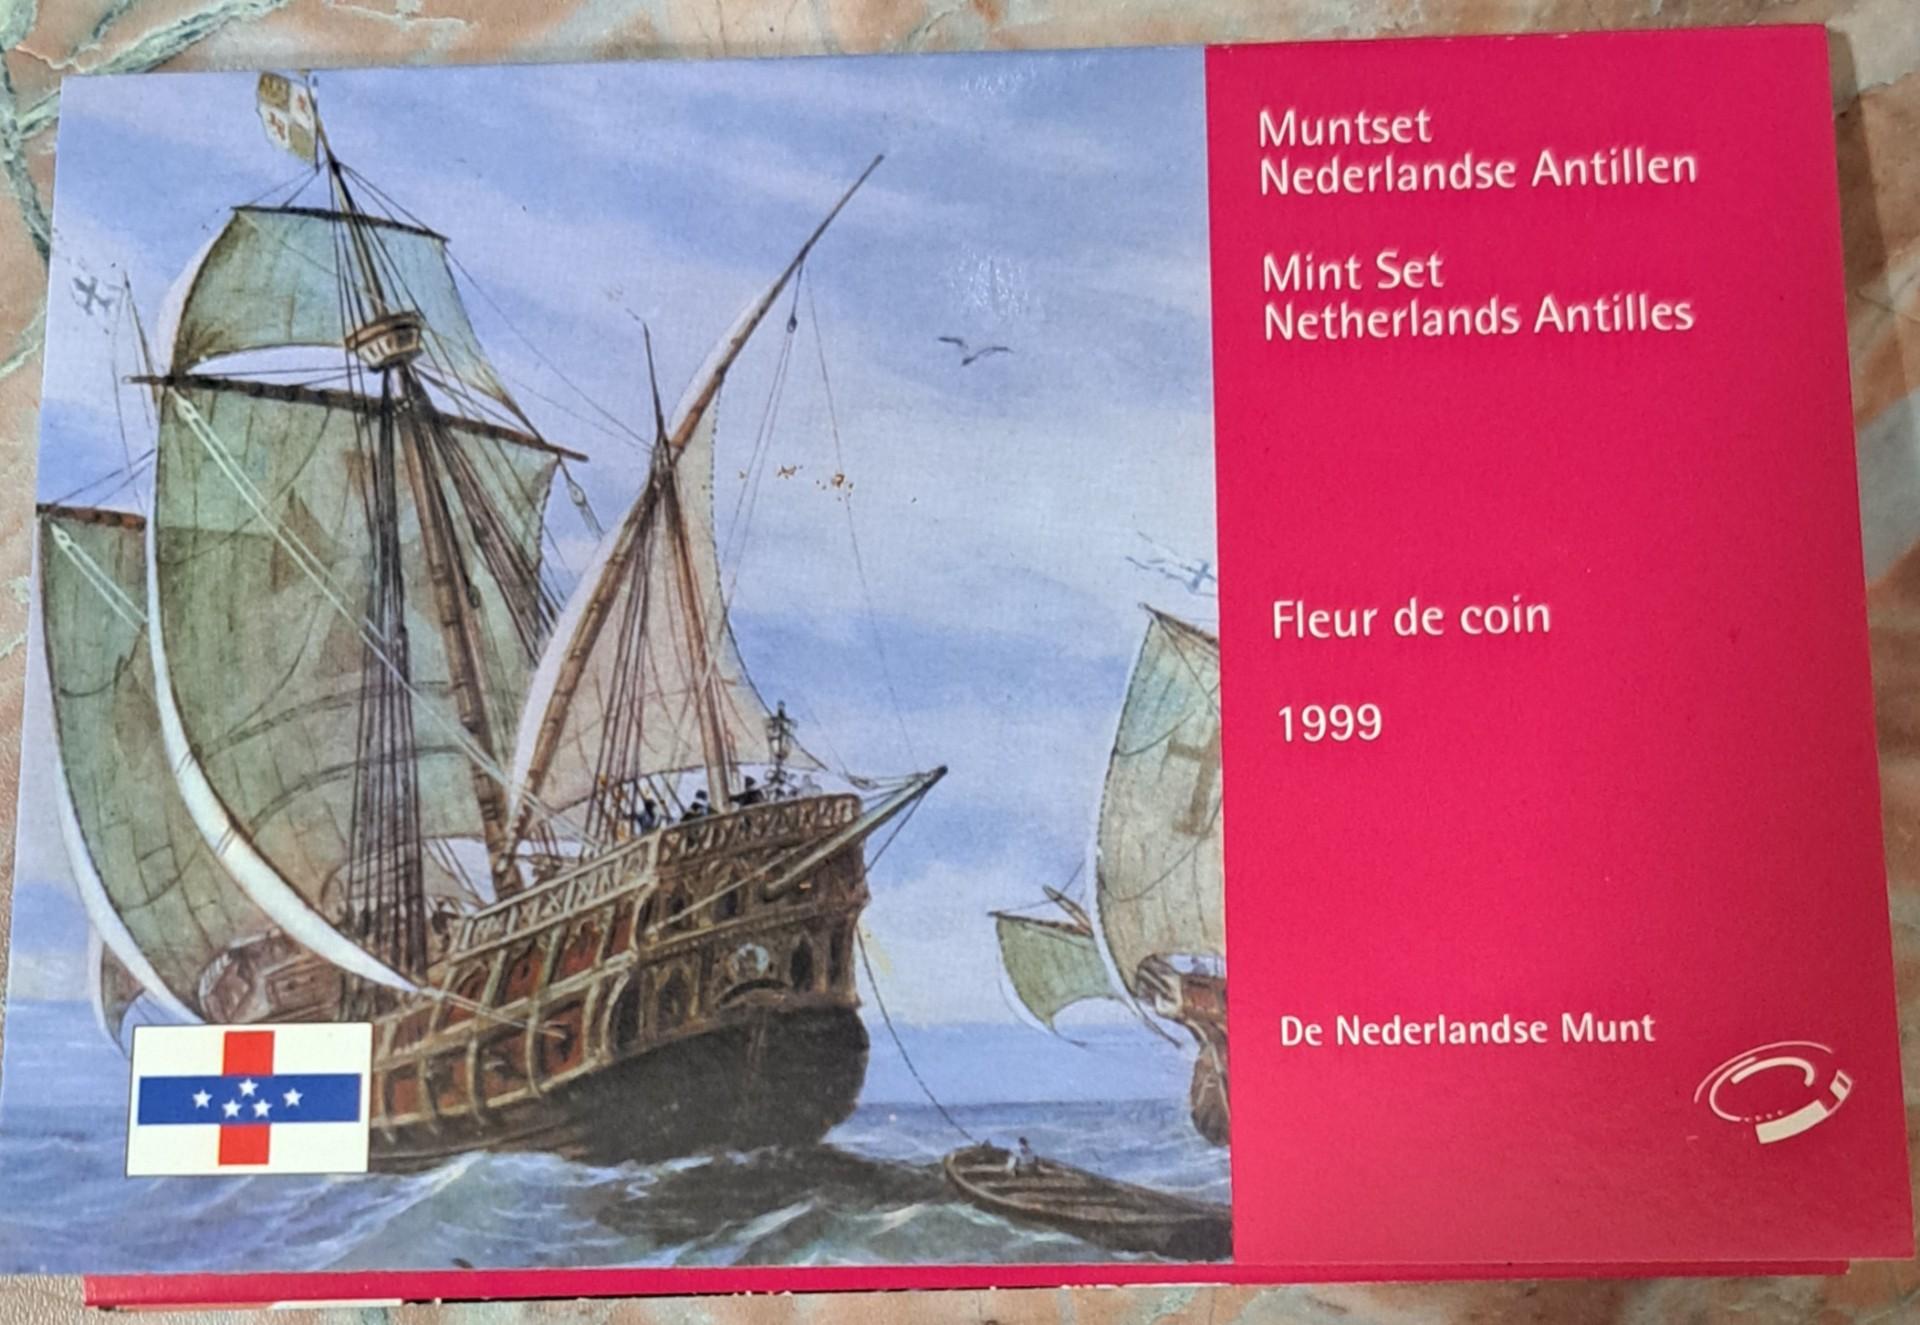 Muntset
Nederlandse Antillen
Mint Set
Netherlands Antilles
Fleur de coin
1999
De Nederlandse Munt